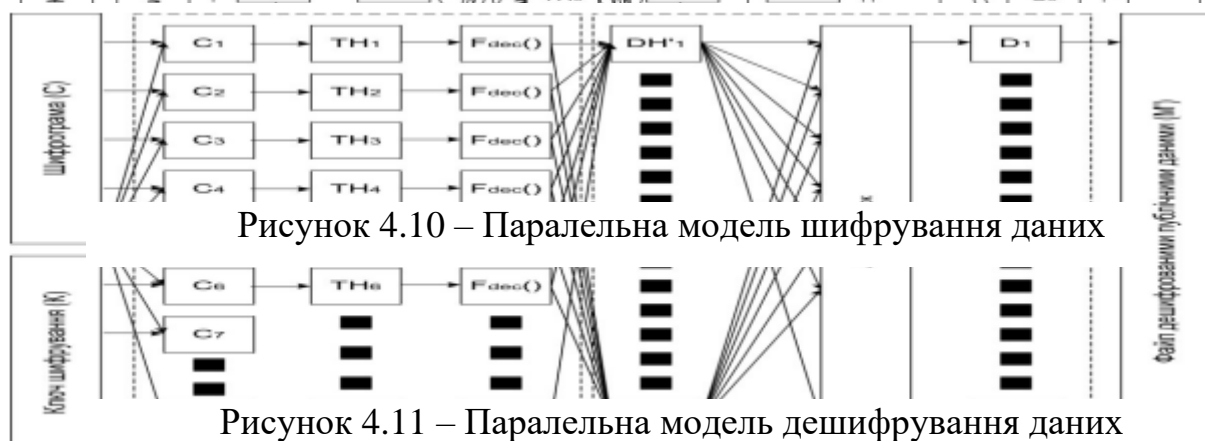 C1 TH1 Fdec() DH'1 D1
C2 TH2 Fdec()
C3 TH3 Fdec()
C4 TH4 Fdec()
Шифрограма (C)
Рисунок 4.10 – Паралельна модель шифрування даних
C6 TH6 Fdec()
C7
Ключ шифрування (K)
Файл дешифрованими публічними даними (M')
Рисунок 4.11 – Паралельна модель дешифрування даних